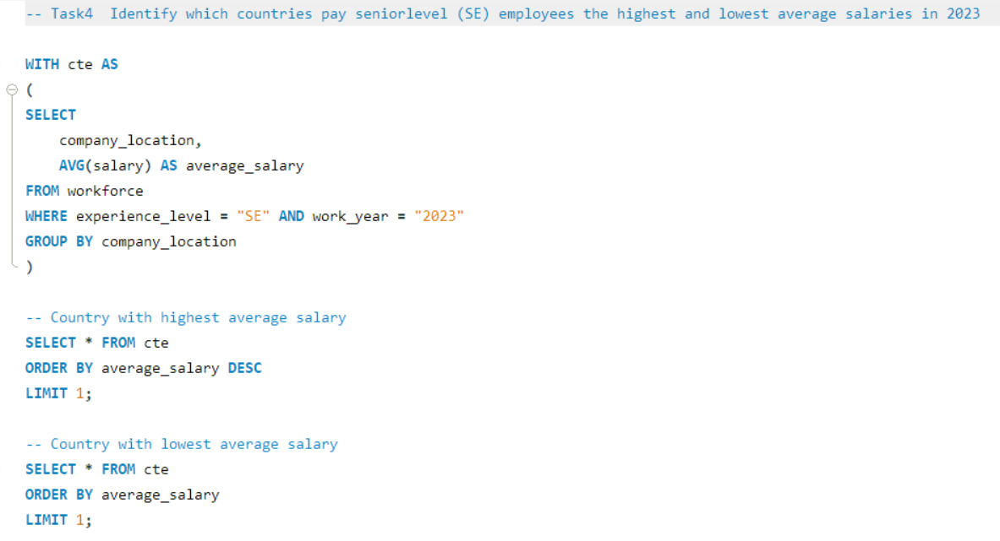 -- Task4  Identify which countries pay seniorlevel (SE) employees the highest and lowest average salaries in 2023
WITH cte AS
(
SELECT
    company_location,
    AVG(salary) AS average_salary
FROM workforce
WHERE experience_level = "SE" AND work_year = "2023"
GROUP BY company_location
)
-- Country with highest average salary
SELECT * FROM cte
ORDER BY average_salary DESC
LIMIT 1;
-- Country with lowest average salary
SELECT * FROM cte
ORDER BY average_salary
LIMIT 1;